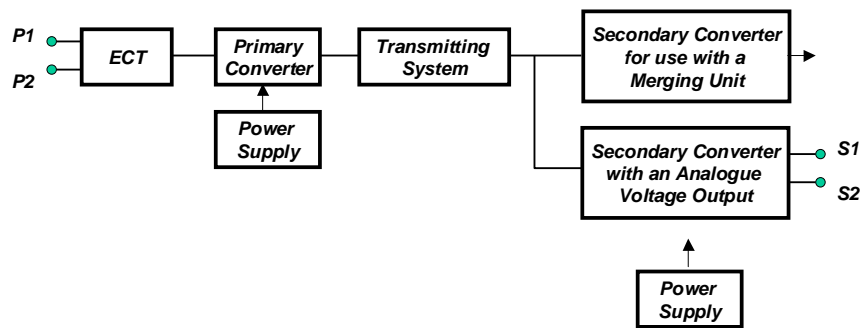 P1
P2
ECT
Primary
Converter
Power
Supply
Transmitting
System
Secondary Converter
for use with a
Merging Unit
Secondary Converter
with an Analogue
Voltage Output
S1
S2
Power
Supply